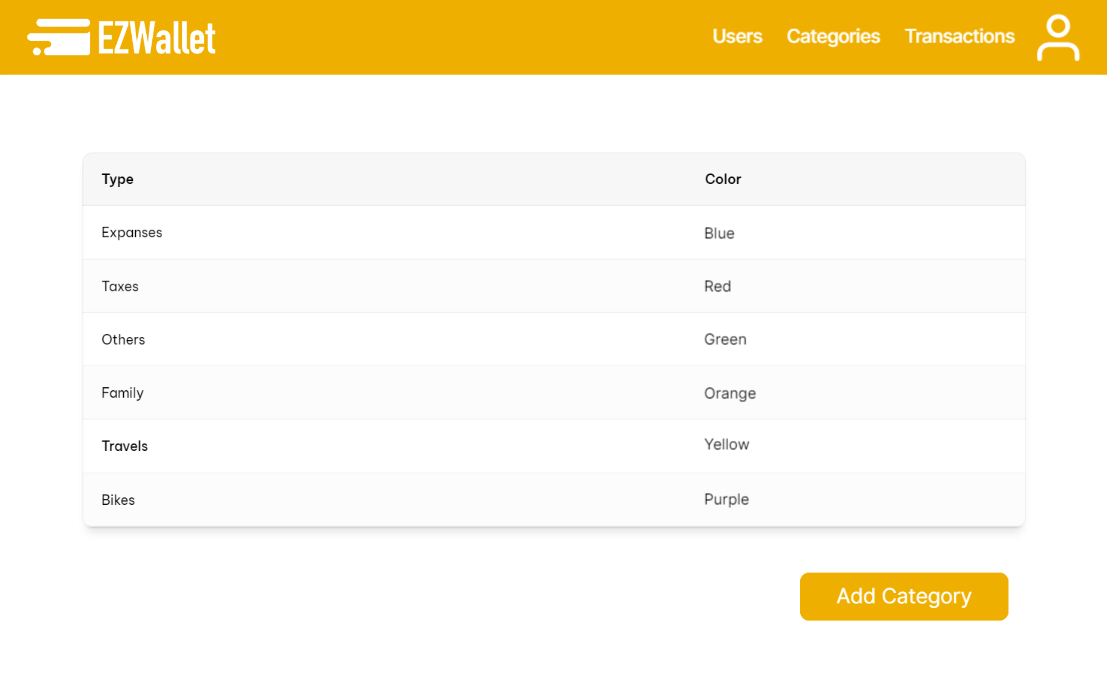 EZWallet Users Categories Transactions
Type Color
Expanses Blue
Taxes Red
Others Green
Family Orange
Travels Yellow
Bikes Purple
Add Category